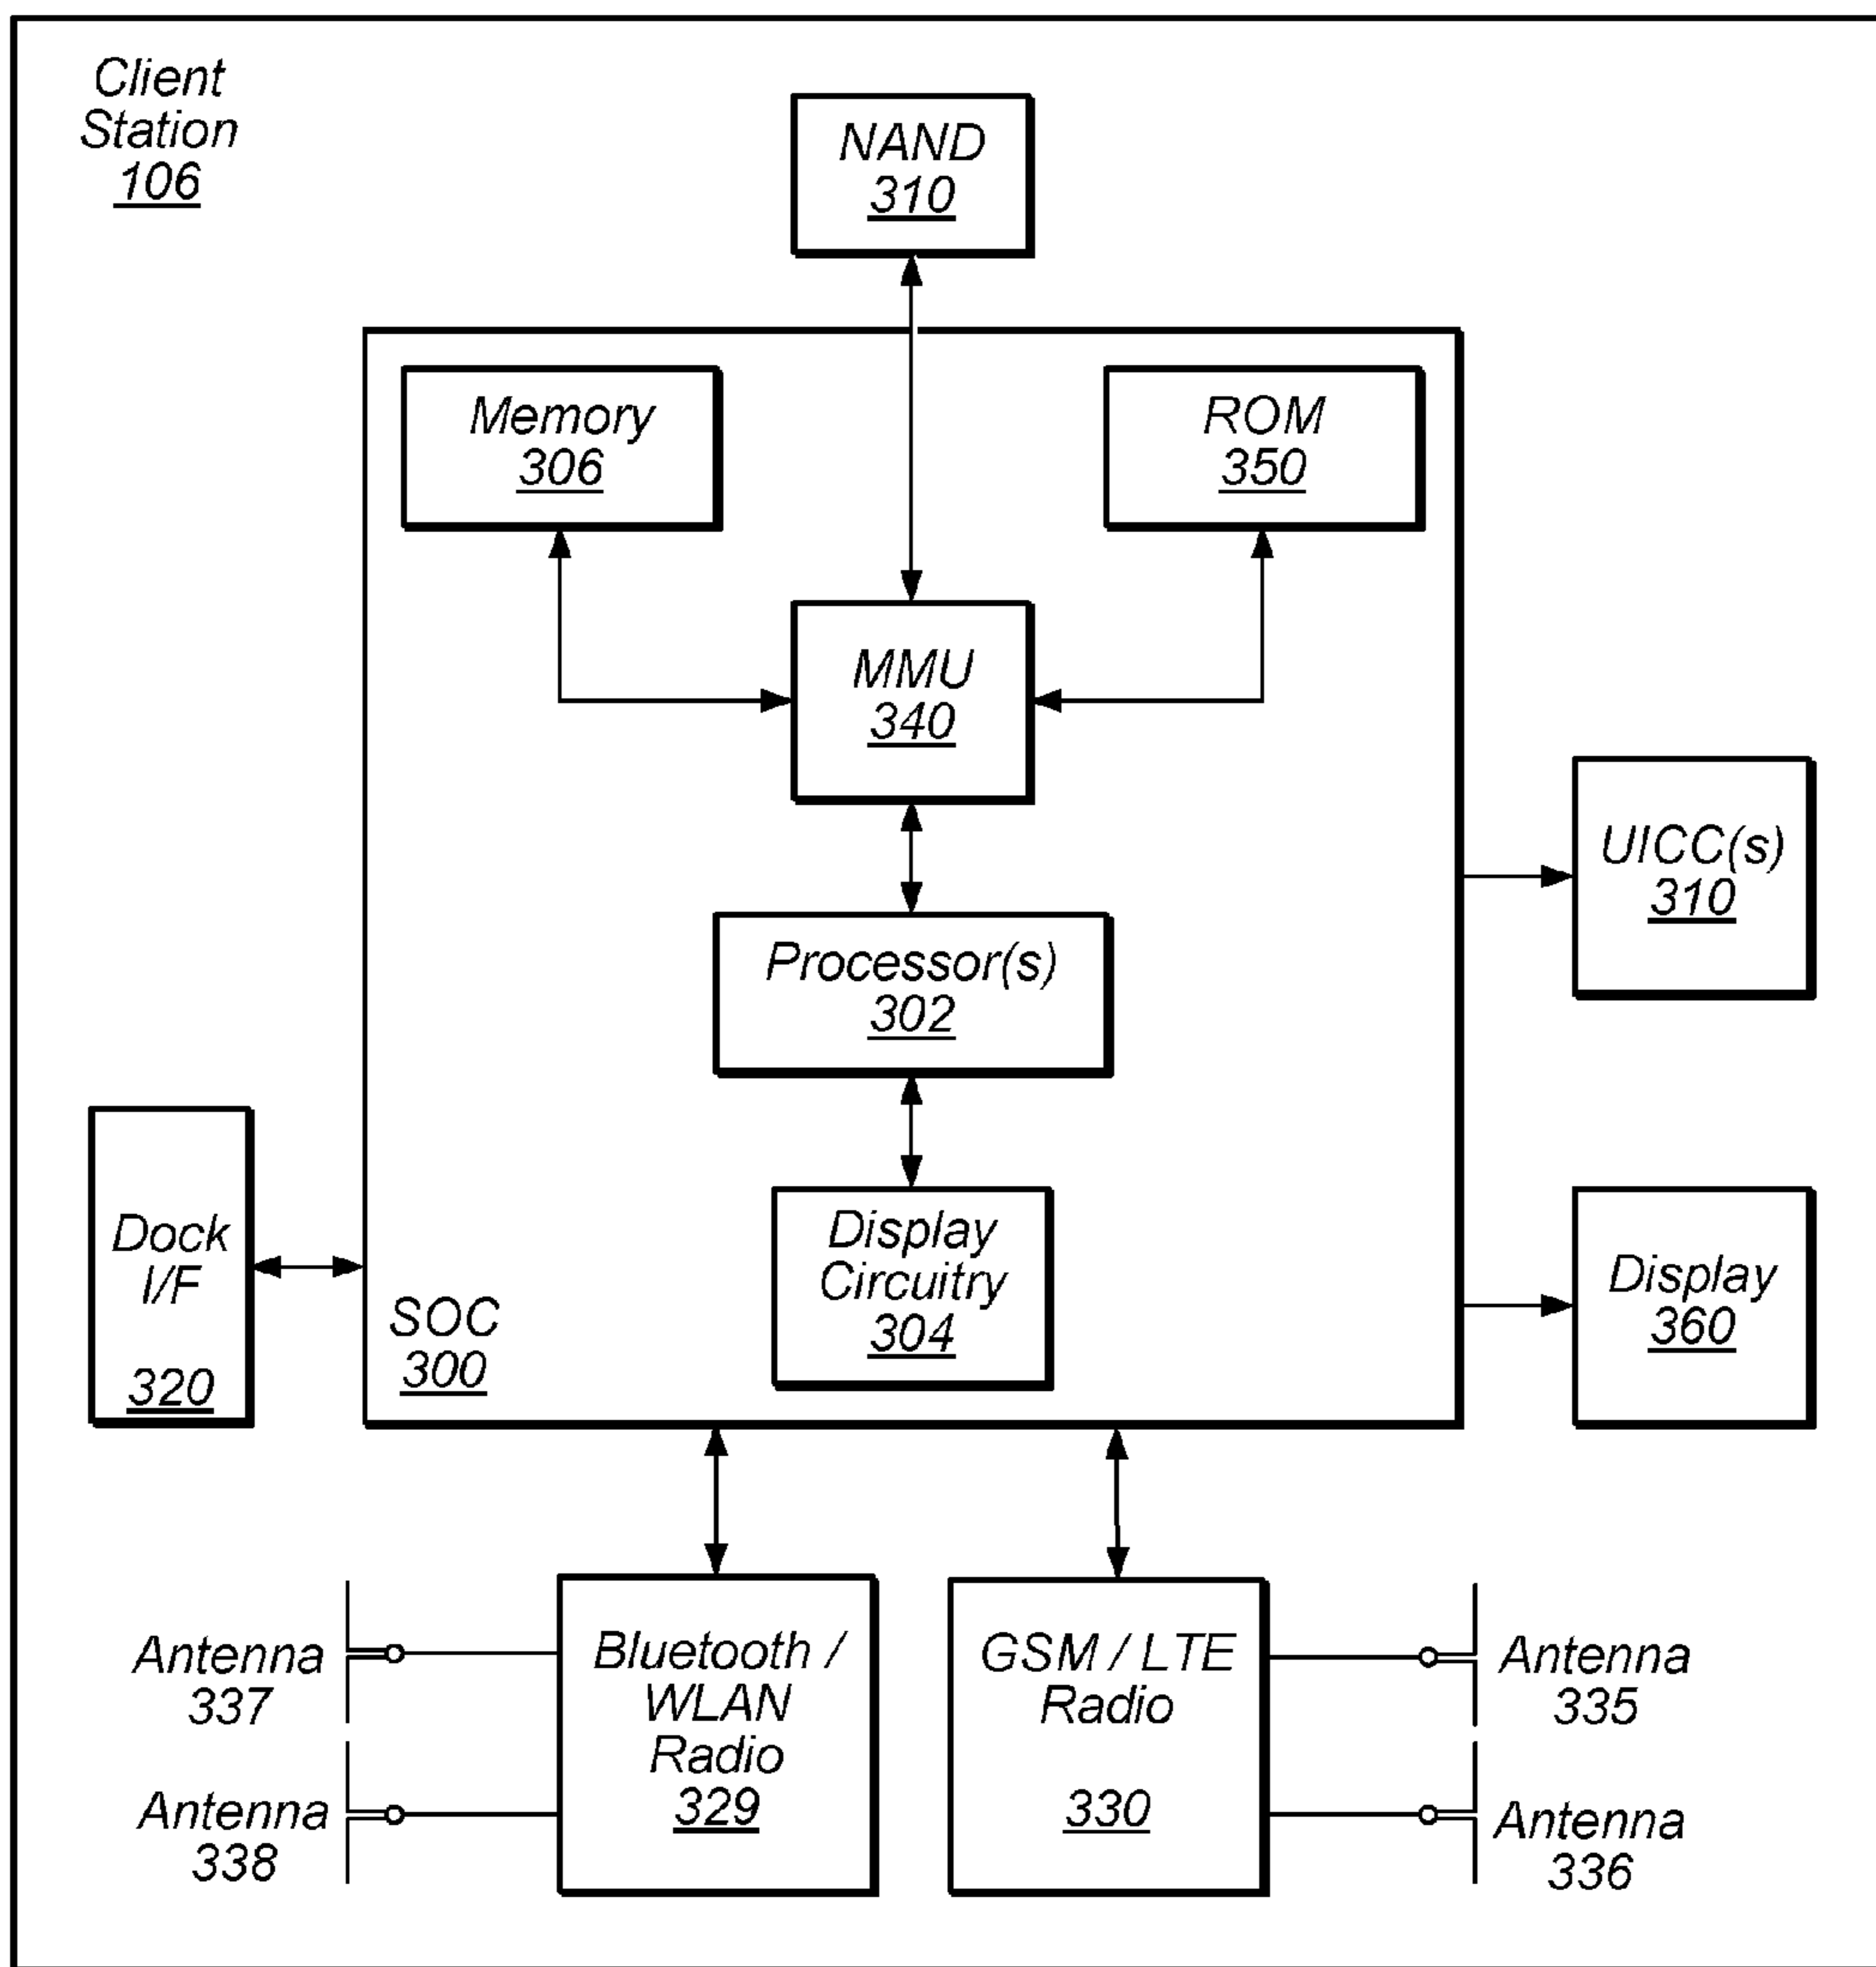 Client
Station
106
NAND
310
Memory
306
ROM
350
MMU
340
UICC(s)
310
Processor(s)
302
Dock
I/F
320
Display
Circuitry
304
SOC
300
Display
360
Antenna
337
Antenna
338
Bluetooth /
WLAN
Radio
329
GSM / LTE
Radio
330
Antenna
335
Antenna
336